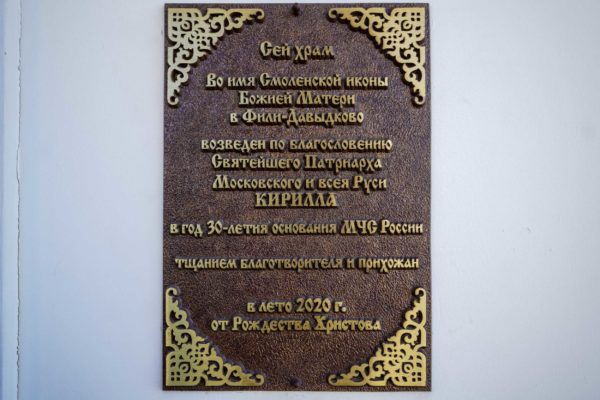 Сей храм
Во имя Смоленской иконы
Божией Матери
в Фили-Давыдково
возведен по благословению
Святейшего Патриарха
Московского и всея Руси
КИРИЛЛА
в год 30-летия основания МЧС России
тщанием благотворителя и прихожан
в лето 2020 г.
от Рождества Христова